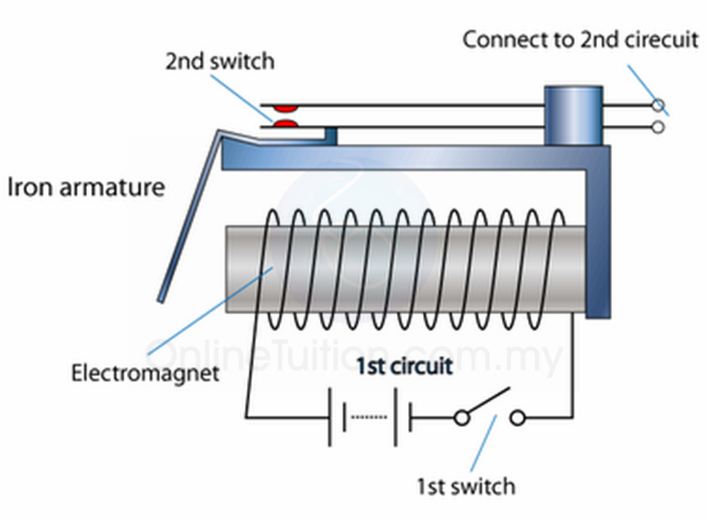 Connect to 2nd cirecuit
2nd switch
Iron armature
OnlineTuition.com.my
1st circuit
Electromagnet
1st switch